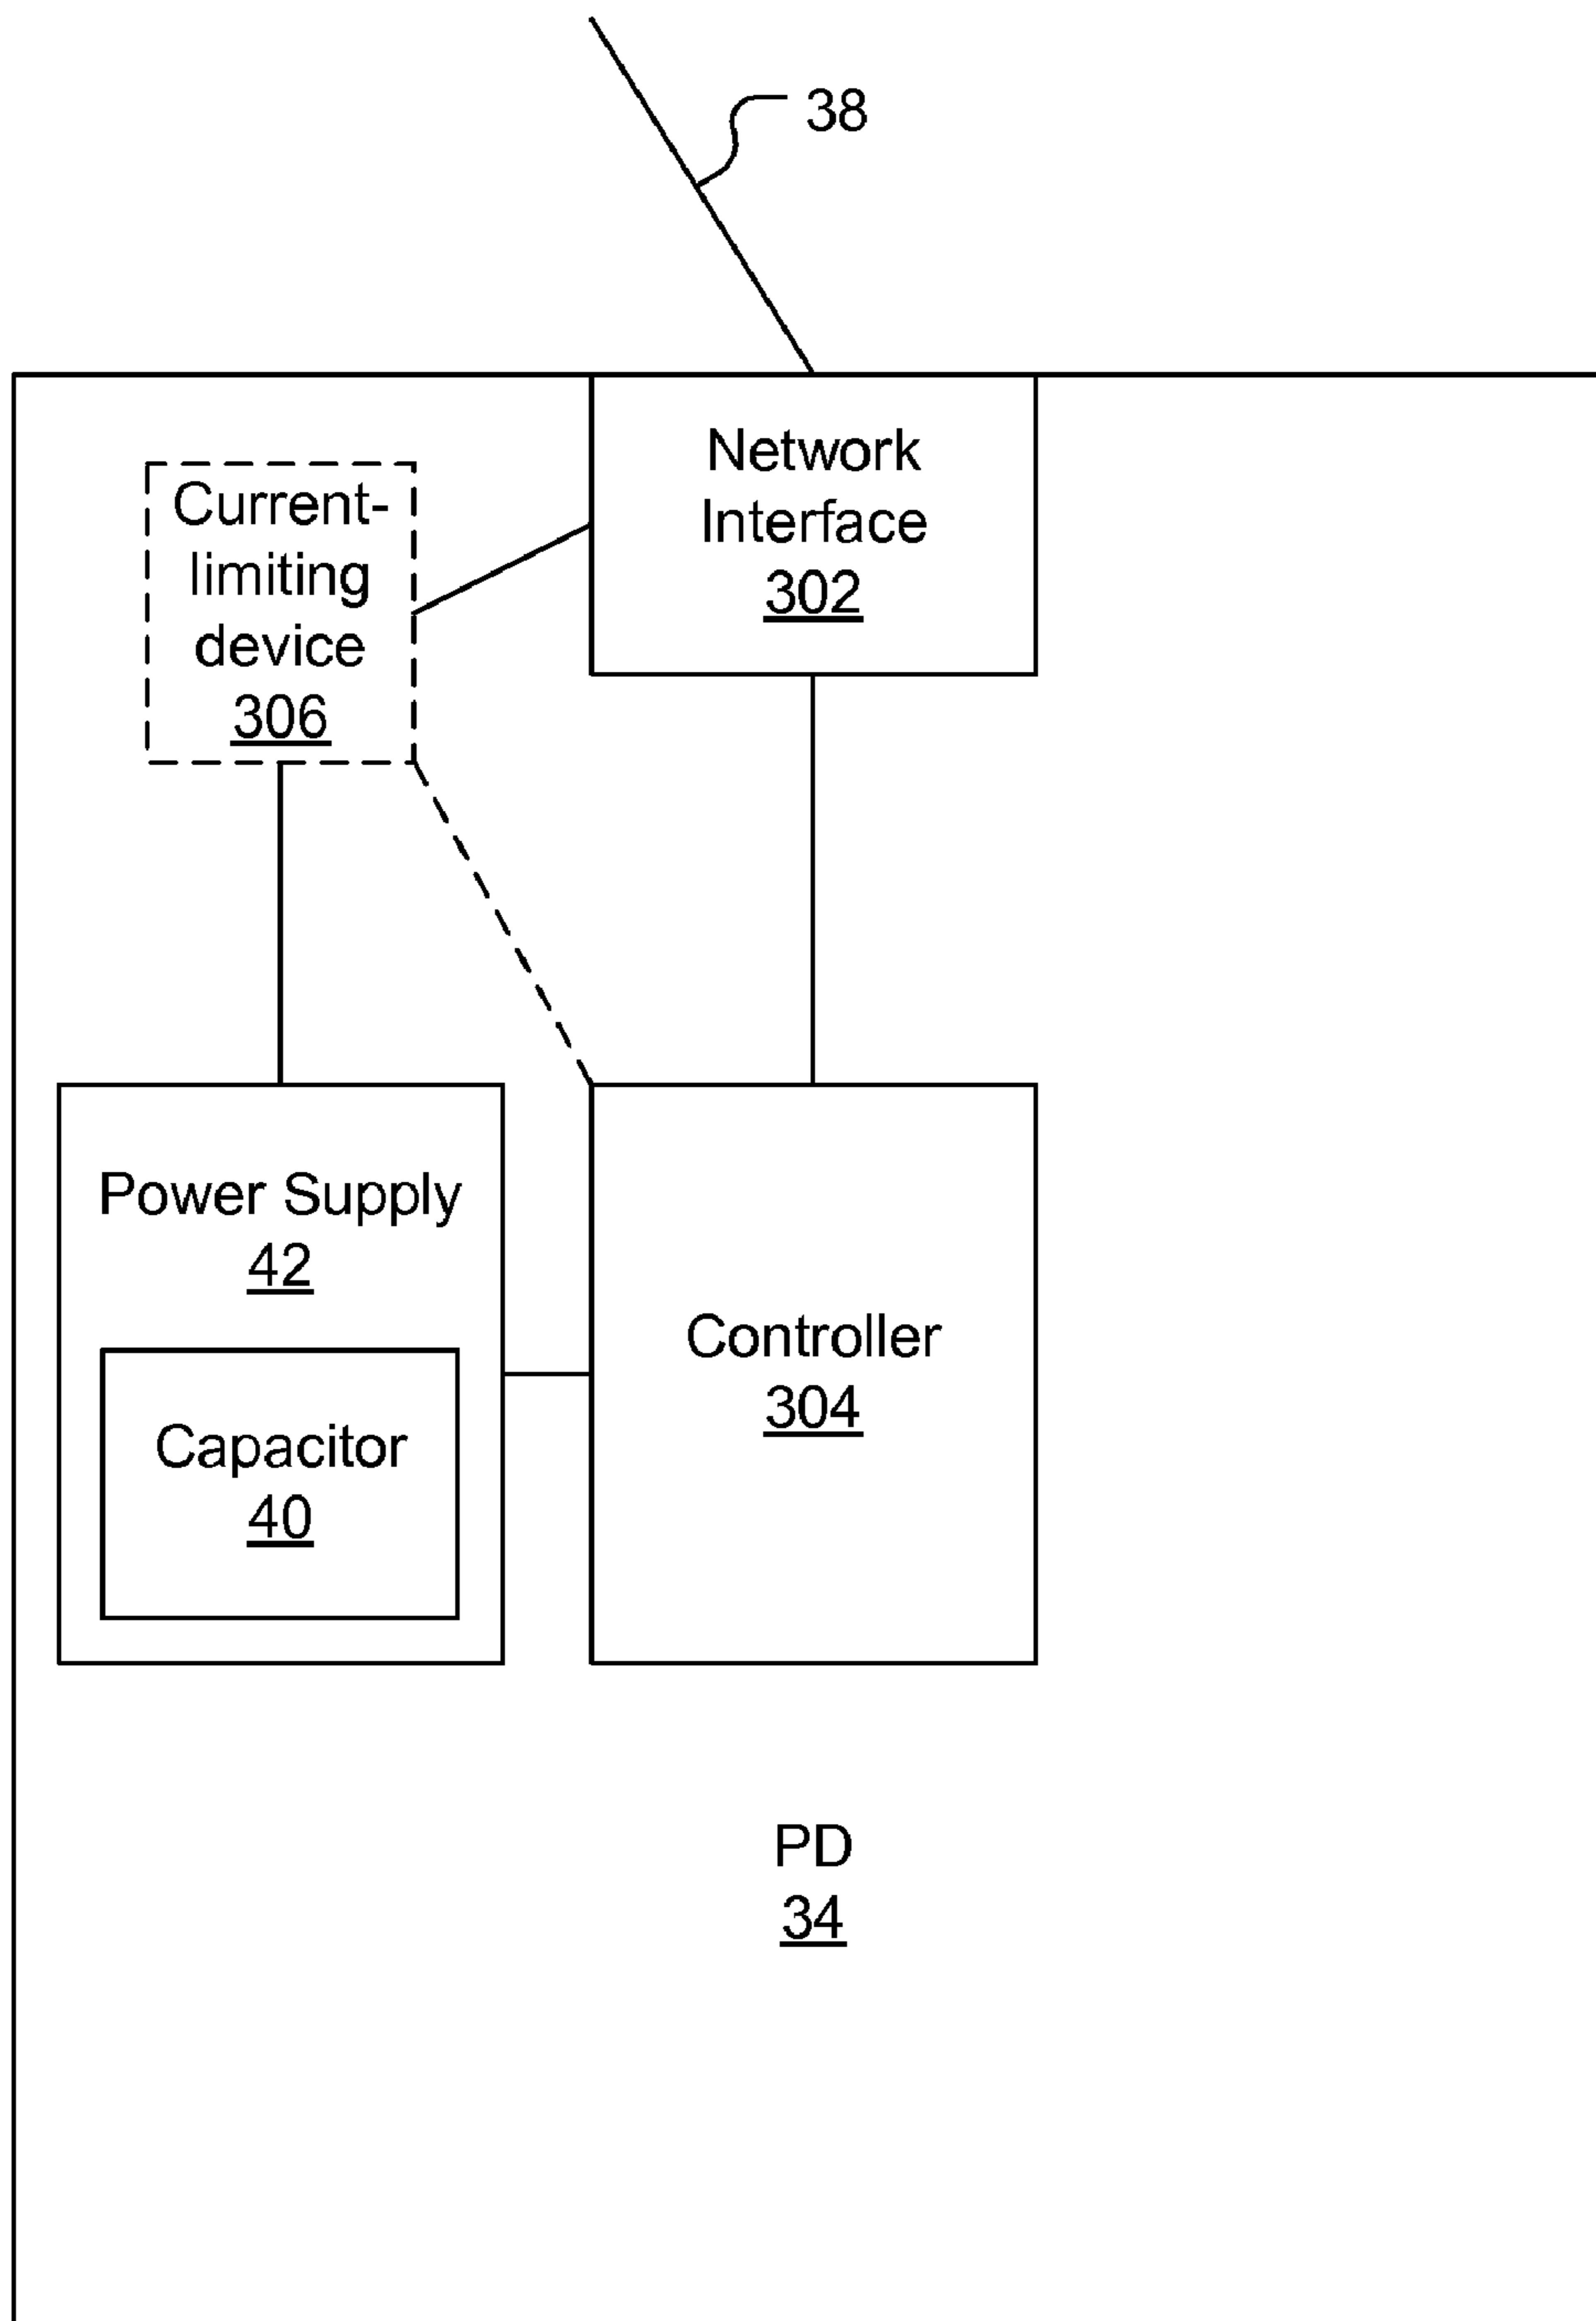 38
Network
Interface
302
Current-
limiting
device
306
Power Supply
42
Capacitor
40
Controller
304
PD
34